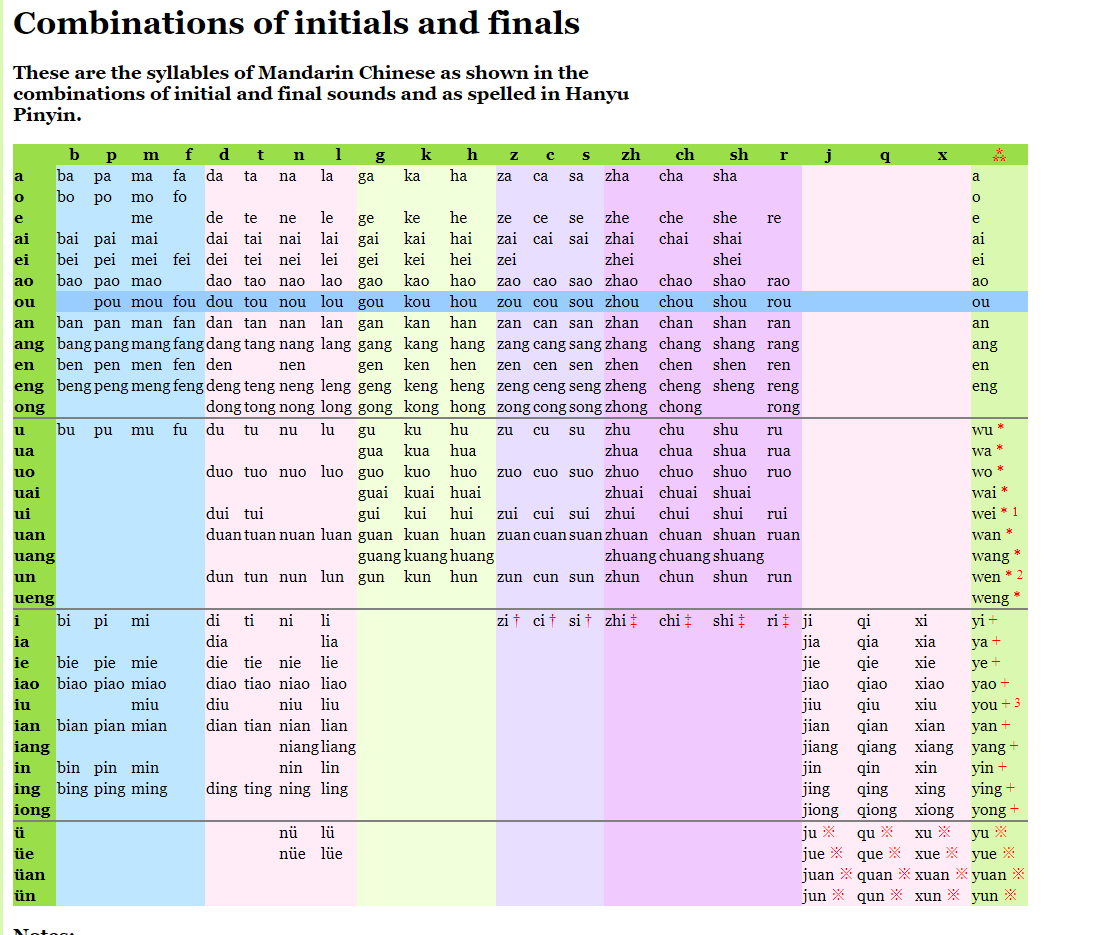 Combinations of initials and finals
These are the syllables of Mandarin Chinese as shown in the
combinations of initial and final sounds and as spelled in Hanyu
Pinyin.
b p m f d t n l g k h z c s zh ch sh r j q x ⁂
a ba pa ma fa da ta na la ga ka ha za ca sa zha cha sha a
o bo po mo fo o
e me de te ne le ge ke he ze ce se zhe che she re e
ai bai pai mai dai tai nai lai gai kai hai zai cai sai zhai chai shai ai
ei bei pei mei fei dei tei nei lei gei kei hei zei zhei shei ei
ao bao pao mao dao tao nao lao gao kao hao zao cao sao zhao chao shao rao ao
ou pou mou fou dou tou nou lou gou kou hou zou cou sou zhou chou shou rou ou
an ban pan man fan dan tan nan lan gan kan han zan can san zhan chan shan ran an
ang bang pang mang fang dang tang nang lang gang kang hang zang cang sang zhang chang shang rang ang
en ben pen men fen den nen gen ken hen zen cen sen zhen chen shen ren en
eng beng peng meng feng deng teng neng leng geng keng heng zeng ceng seng zheng cheng sheng reng eng
ong dong tong nong long gong kong hong zong cong song zhong chong rong
u bu pu mu fu du tu nu lu gu ku hu zu cu su zhu chu shu ru wu *
ua gua kua hua zhua chua shua rua wa *
uo duo tuo nuo luo guo kuo huo zuo cuo suo zhuo chuo shuo ruo wo *
uai guai kuai huai zhuai chuai shuai wai *
ui dui tui gui kui hui zui cui sui zhui chui shui rui wei * 1
uan duan tuan nuan luan guan kuan huan zuan cuan suan zhuan chuan shuan ruan wan *
uang guang kuang huang zhuang chuang shuang wang *
un dun tun nun lun gun kun hun zun cun sun zhun chun shun run wen * 2
ueng weng *
i bi pi mi di ti ni li zi † ci † si † zhi ‡ chi ‡ shi ‡ ri ‡ ji qi xi yi +
ia dia lia jia qia xia ya +
ie bie pie mie die tie nie lie jie qie xie ye +
iao biao piao miao diao tiao niao liao jiao qiao xiao yao +
iu miu diu niu liu jiu qiu xiu you + 3
ian bian pian mian dian tian nian lian jian qian xian yan +
iang niang liang jiang qiang xiang yang +
in bin pin min nin lin jin qin xin yin +
ing bing ping ming ding ting ning ling jing qing xing ying +
iong jiong qiong xiong yong +
ü nü lü ju ※ qu ※ xu ※ yu ※
üe nüe lüe jue ※ que ※ xue ※ yue ※
üan juan ※ quan ※ xuan ※ yuan ※
ün jun ※ qun ※ xun ※ yun ※
Notes: